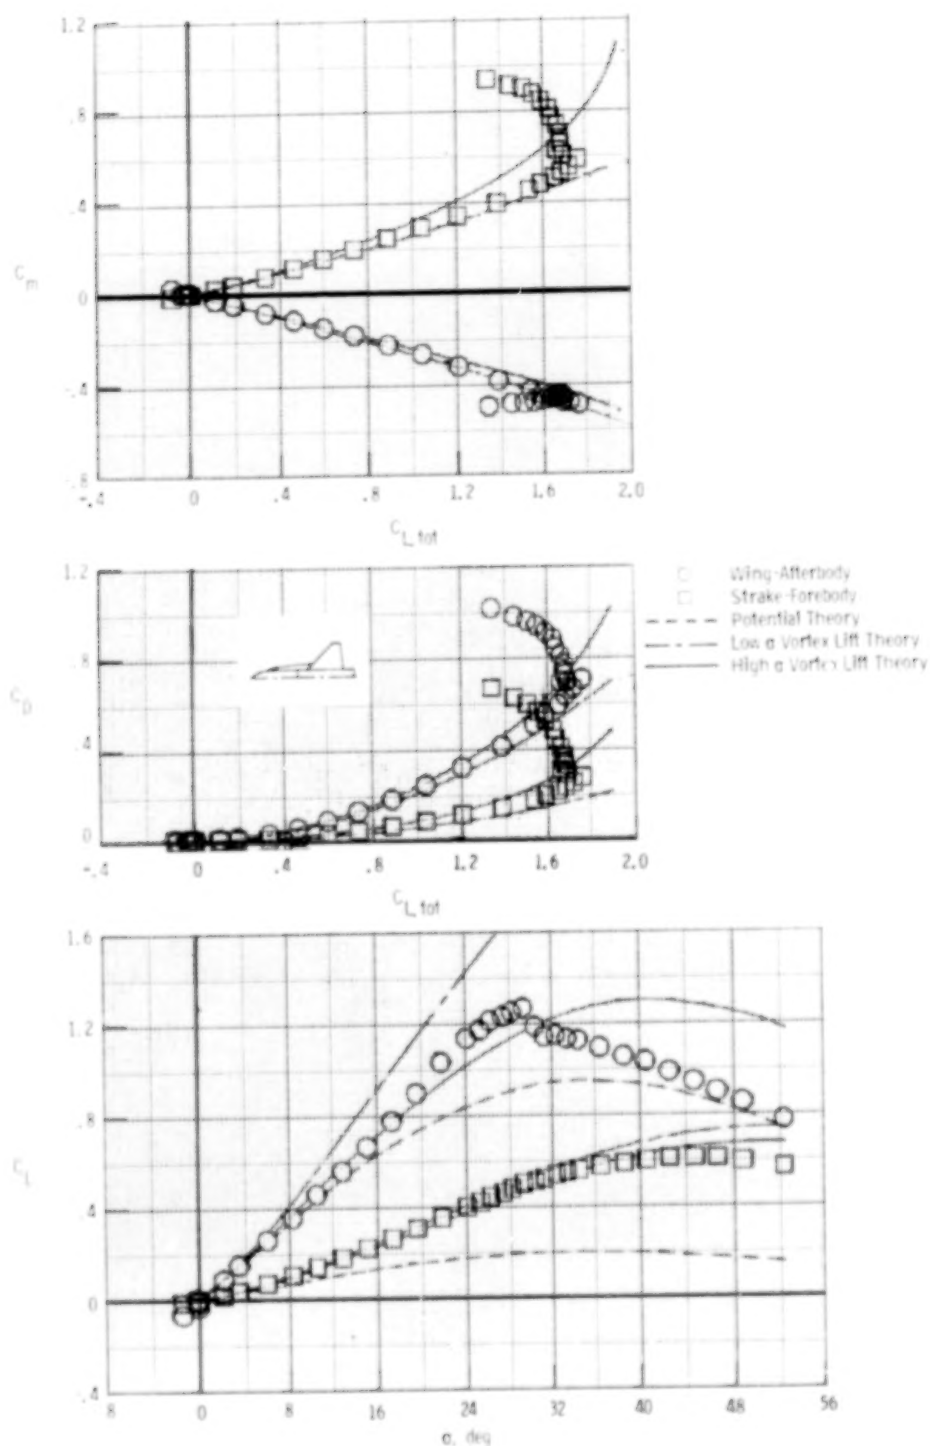 1.2
.8
.4
C_m
0
-.4
-.8
-.4 0 .4 .8 1.2 1.6 2.0
C_L, tot
1.2
.8
C_D
.4
0
-.4 0 .4 .8 1.2 1.6 2.0
C_L, tot
Wing-Afterbody
Strake-Forebody
Potential Theory
Low α Vortex Lift Theory
High α Vortex Lift Theory
1.6
1.2
.8
C_L
.4
0
.4
8 0 8 16 24 32 40 48 56
α, deg